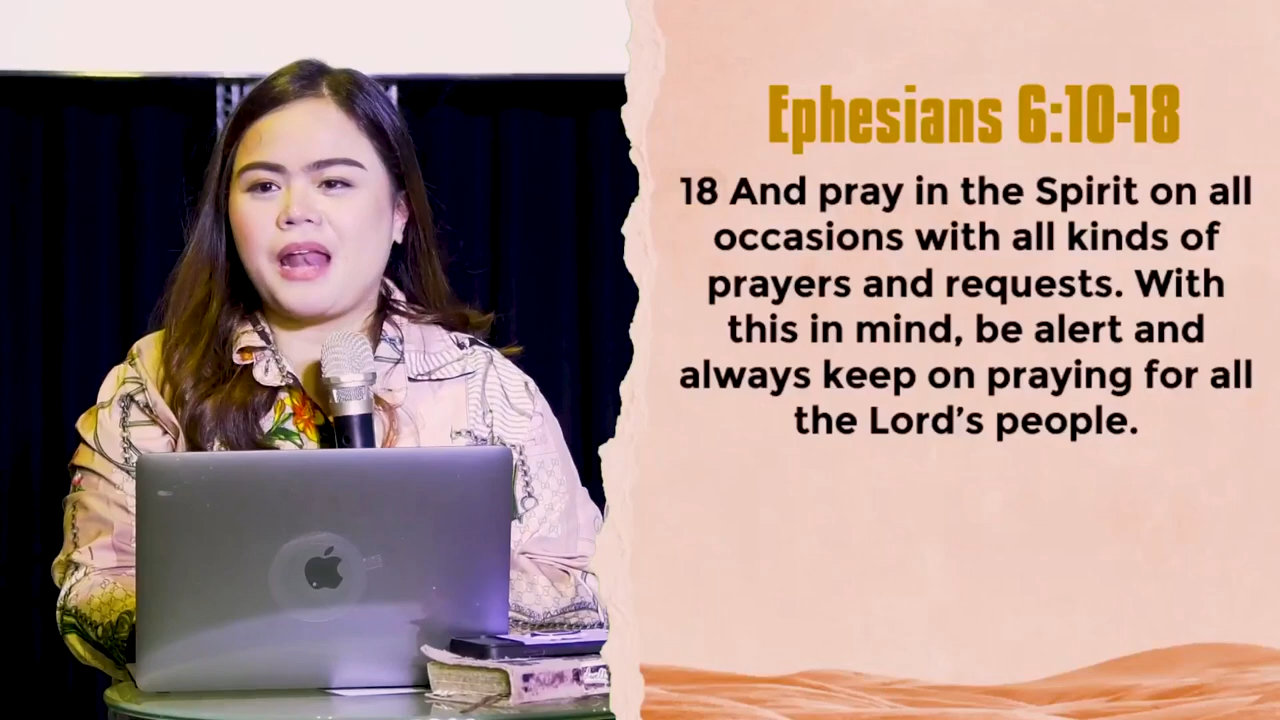 Ephesians 6:10-18
18 And pray in the Spirit on all
occasions with all kinds of
prayers and requests. With
this in mind, be alert and
always keep on praying for all
the Lord’s people.